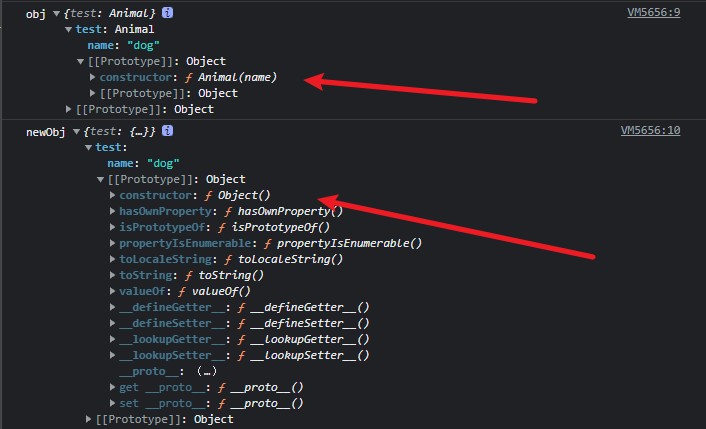 obj ▼{test: Animal} i VM5656:9
▼test: Animal
name: "dog"
▼[[Prototype]]: Object
▶constructor: ƒ Animal(name)
▶[[Prototype]]: Object
▶[[Prototype]]: Object
newObj ▼{test: {…}} i VM5656:10
▼test:
name: "dog"
▼[[Prototype]]: Object
▶constructor: ƒ Object()
▶hasOwnProperty: ƒ hasOwnProperty()
▶isPrototypeOf: ƒ isPrototypeOf()
▶propertyIsEnumerable: ƒ propertyIsEnumerable()
▶toLocaleString: ƒ toLocaleString()
▶toString: ƒ toString()
▶valueOf: ƒ valueOf()
▶__defineGetter__: ƒ __defineGetter__()
▶__defineSetter__: ƒ __defineSetter__()
▶__lookupGetter__: ƒ __lookupGetter__()
▶__lookupSetter__: ƒ __lookupSetter__()
__proto__: (…)
▶get __proto__: ƒ __proto__()
▶set __proto__: ƒ __proto__()
▶[[Prototype]]: Object